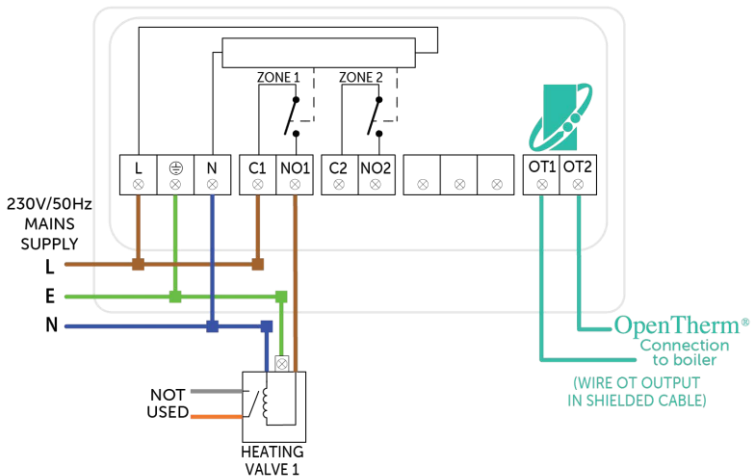 ZONE 1
ZONE 2
L
N
C1
NO1
C2
NO2
OT1
OT2
230V/50Hz
MAINS
SUPPLY
L
E
N
OpenTherm®
Connection
to boiler
(WIRE OT OUTPUT
IN SHIELDED CABLE)
NOT
USED
HEATING
VALVE 1